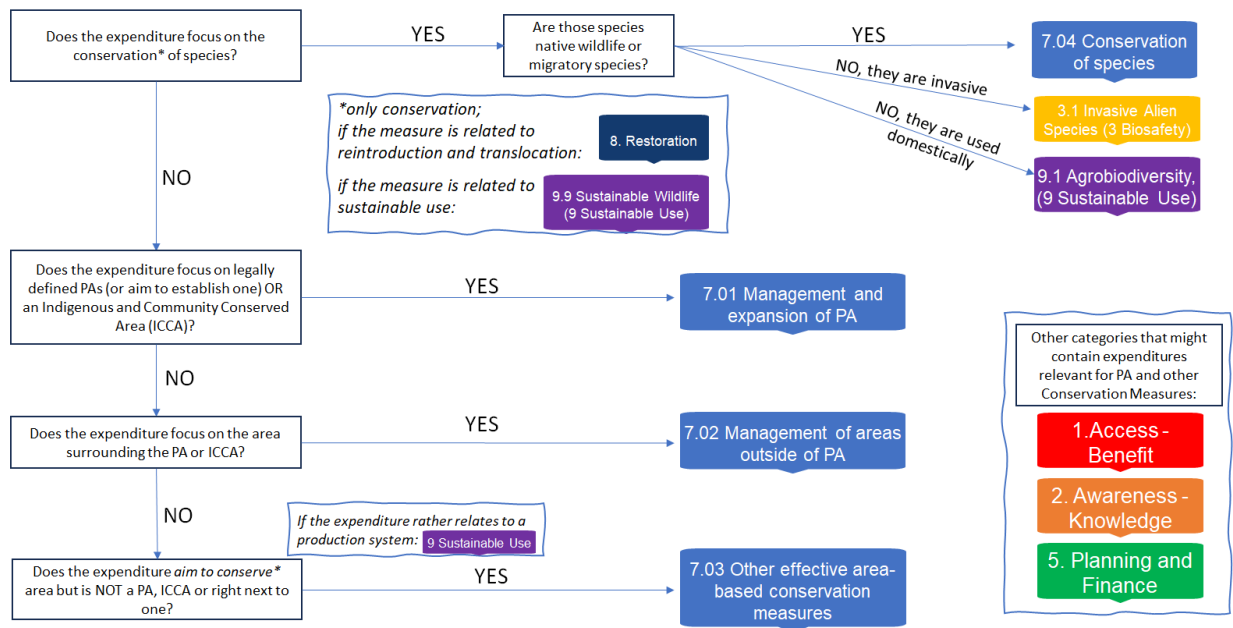 Does the expenditure focus on the
conservation* of species?
YES
Are those species
native wildlife or
migratory species?
YES
7.04 Conservation
of species
NO, they are invasive
3.1 Invasive Alien
Species (3 Biosafety)
NO, they are used
domestically
9.1 Agrobiodiversity,
(9 Sustainable Use)
*only conservation;
if the measure is related to
reintroduction and translocation:
8. Restoration
if the measure is related to
sustainable use:
9.9 Sustainable Wildlife
(9 Sustainable Use)
NO
Does the expenditure focus on legally
defined PAs (or aim to establish one) OR
an Indigenous and Community Conserved
Area (ICCA)?
YES
7.01 Management and
expansion of PA
NO
Does the expenditure focus on the area
surrounding the PA or ICCA?
YES
7.02 Management of areas
outside of PA
NO
If the expenditure rather relates to a
production system:
9 Sustainable Use
Does the expenditure aim to conserve*
area but is NOT a PA, ICCA or right next to
one?
YES
7.03 Other effective area-
based conservation
measures
Other categories that might
contain expenditures
relevant for PA and other
Conservation Measures:
1.Access -
Benefit
2. Awareness -
Knowledge
5. Planning and
Finance